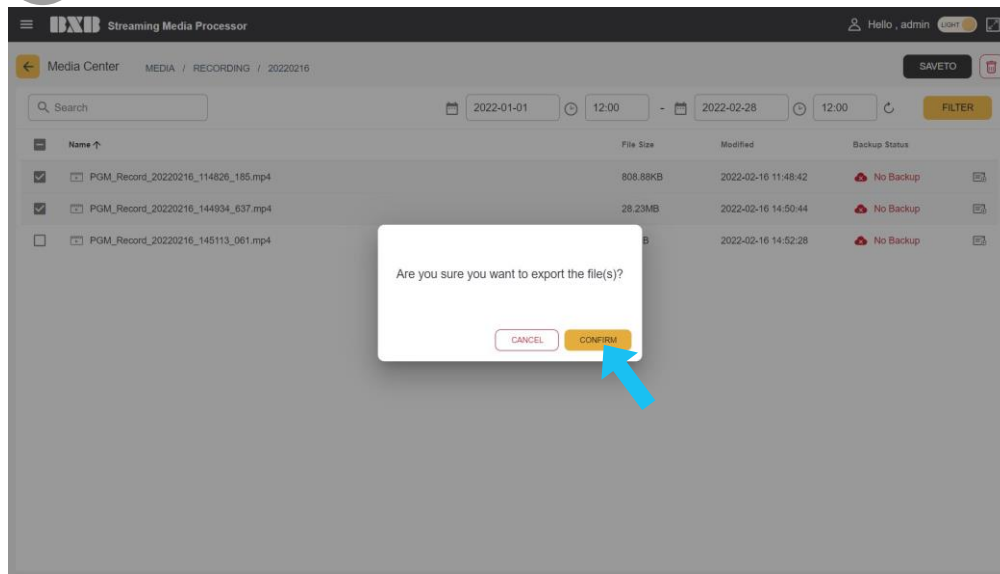 BXB Streaming Media Processor
Hello , admin LIGHT
Media Center MEDIA / RECORDING / 20220216
SAVETO
Search
2022-01-01 12:00 - 2022-02-28 12:00
FILTER
Name File Size Modified Backup Status
PGM_Record_20220216_114826_185.mp4 808.88KB 2022-02-16 11:48:42 No Backup
PGM_Record_20220216_144934_637.mp4 28.23MB 2022-02-16 14:50:44 No Backup
PGM_Record_20220216_145113_061.mp4 B 2022-02-16 14:52:28 No Backup
Are you sure you want to export the file(s)?
CANCEL CONFIRM